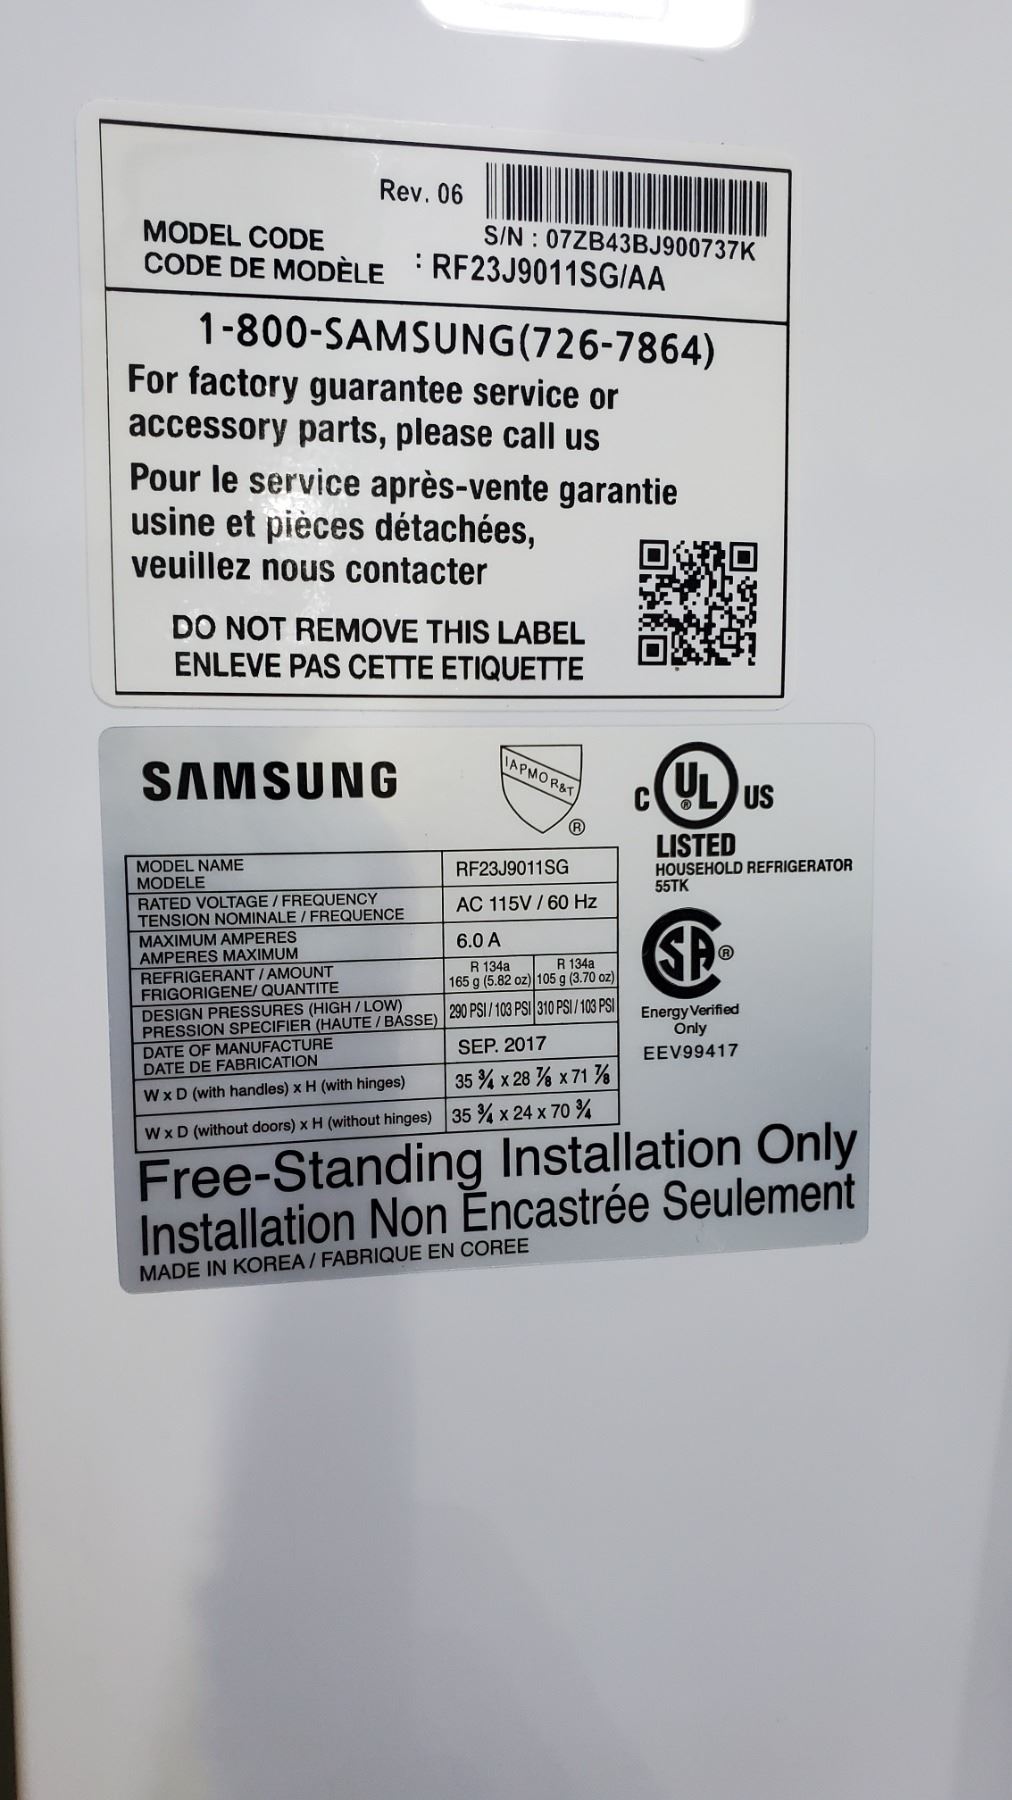 Rev. 06
S/N : 07ZB43BJ900737K
MODEL CODE
CODE DE MODÈLE : RF23J9011SG/AA
1-800-SAMSUNG(726-7864)
For factory guarantee service or
accessory parts, please call us
Pour le service après-vente garantie
usine et pièces détachées,
veuillez nous contacter
DO NOT REMOVE THIS LABEL
ENLEVE PAS CETTE ETIQUETTE
SAMSUNG
IAPMO R&T ®
C UL ® US
LISTED
HOUSEHOLD REFRIGERATOR
55TK
MODEL NAME
MODELE
RF23J9011SG
RATED VOLTAGE / FREQUENCY
TENSION NOMINALE / FREQUENCE
AC 115V / 60 Hz
MAXIMUM AMPERES
AMPERES MAXIMUM
6.0 A
REFRIGERANT / AMOUNT
FRIGORIGENE/ QUANTITE
R 134a
165 g (5.82 oz)
R 134a
105 g (3.70 oz)
DESIGN PRESSURES (HIGH / LOW)
PRESSION SPECIFIER (HAUTE / BASSE)
290 PSI / 103 PSI
310 PSI / 103 PSI
DATE OF MANUFACTURE
DATE DE FABRICATION
SEP. 2017
W x D (with handles) x H (with hinges)
35 ¾ x 28 ⅞ x 71 ⅞
W x D (without doors) x H (without hinges)
35 ¾ x 24 x 70 ¾
SA ®
Energy Verified
Only
EEV99417
Free-Standing Installation Only
Installation Non Encastrée Seulement
MADE IN KOREA / FABRIQUE EN COREE